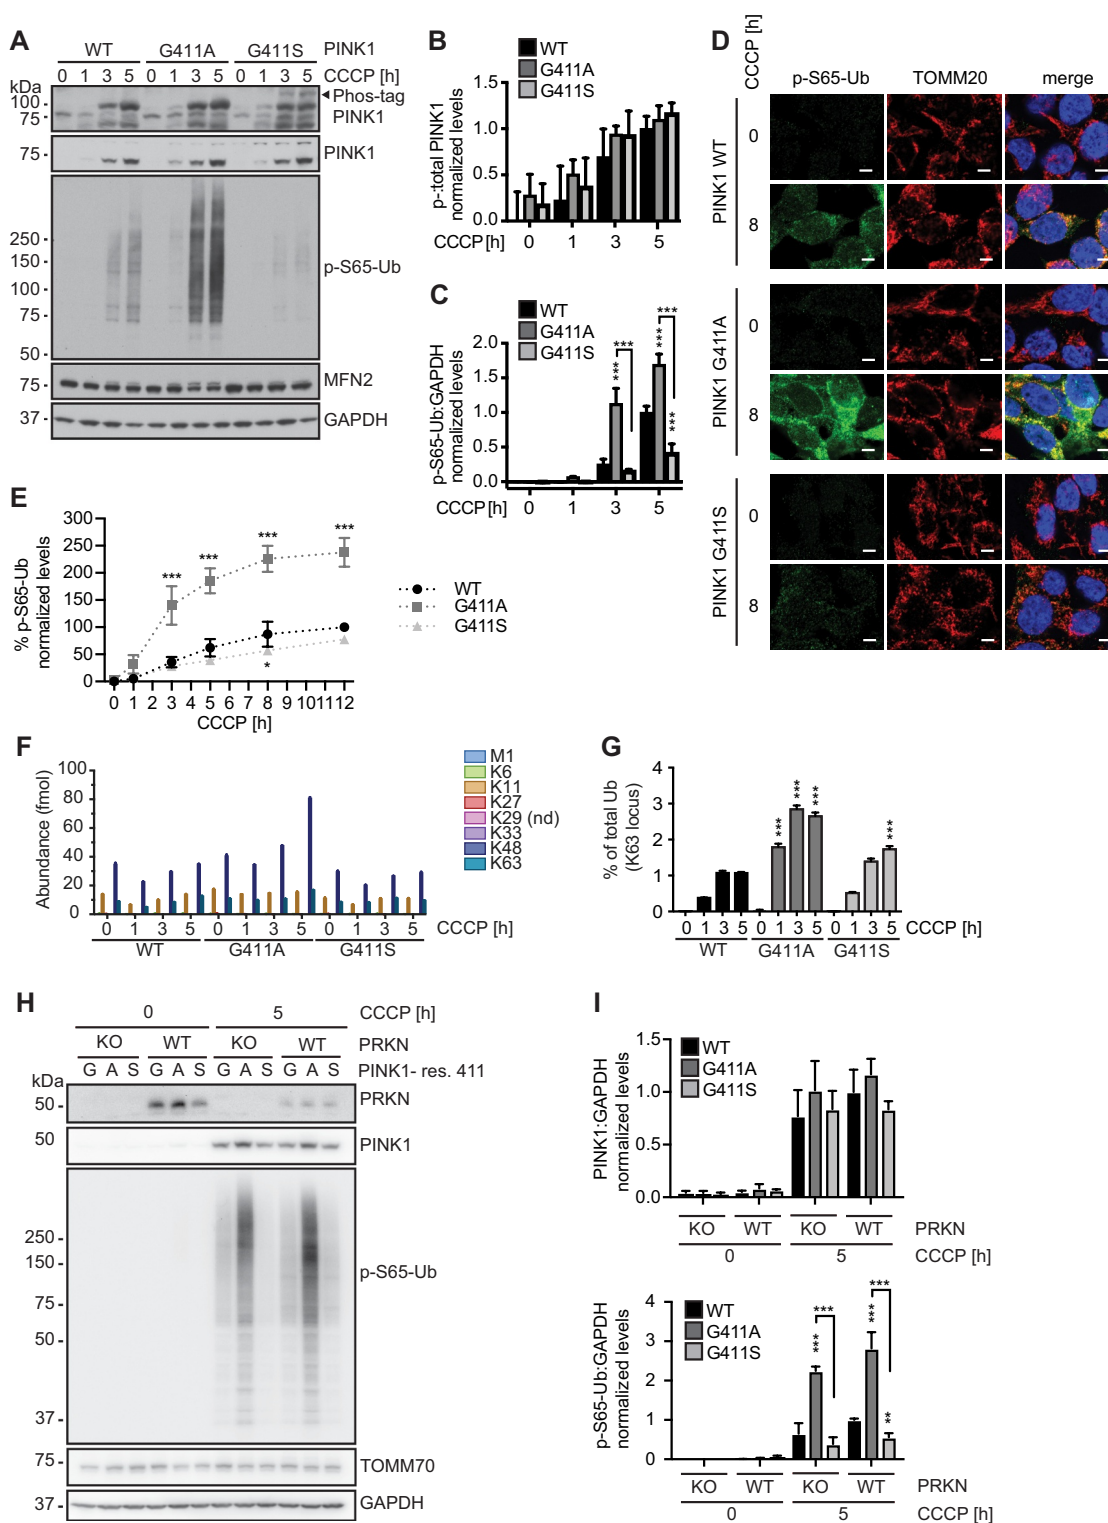 A
WT G411A G411S PINK1
0 1 3 5 0 1 3 5 0 1 3 5 CCCP [h]
kDa
100
75
Phos-tag
PINK1
75
PINK1
250
150
100
75
50
p-S65-Ub
75
MFN2
37
GAPDH
B
WT
G411A
G411S
p-:total PINK1
normalized levels
1.5
1.0
0.5
0.0
CCCP [h] 0 1 3 5
C
WT
G411A
G411S
p-S65-Ub:GAPDH
normalized levels
2.0
1.5
1.0
0.5
0.0
*** *** *** *** ***
CCCP [h] 0 1 3 5
D
CCCP [h]
p-S65-Ub TOMM20 merge
PINK1 WT
0
8
PINK1 G411A
0
8
PINK1 G411S
0
8
E
% p-S65-Ub
normalized levels
300
250
200
150
100
50
0
*** *** *** ***
*
0 1 2 3 4 5 6 7 8 9 10 11 12
CCCP [h]
WT
G411A
G411S
F
Abundance (fmol)
100
80
60
40
20
0
M1
K6
K11
K27
K29 (nd)
K33
K48
K63
0 1 3 5 0 1 3 5 0 1 3 5 CCCP [h]
WT G411A G411S
G
% of total Ub
(K63 locus)
4
3
2
1
0
*** *** *** ***
0 1 3 5 0 1 3 5 0 1 3 5 CCCP [h]
WT G411A G411S
H
0 5 CCCP [h]
KO WT KO WT PRKN
G A S G A S G A S G A S PINK1- res. 411
kDa
50
PRKN
50
PINK1
250
150
75
50
37
p-S65-Ub
75
TOMM70
37
GAPDH
I
WT
G411A
G411S
PINK1:GAPDH
normalized levels
1.5
1.0
0.5
0.0
KO WT KO WT PRKN
0 5 CCCP [h]
WT
G411A
G411S
p-S65-Ub:GAPDH
normalized levels
4
3
2
1
0
*** *** *** *** **
KO WT KO WT PRKN
0 5 CCCP [h]